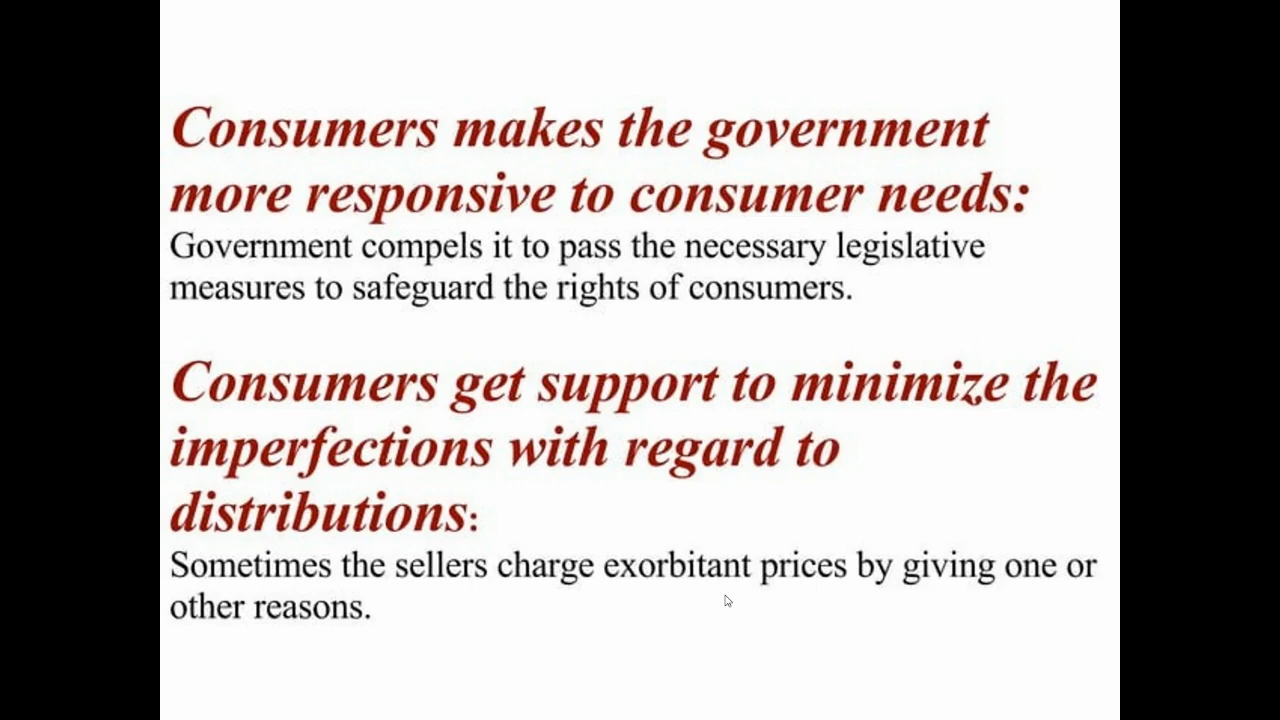 Consumers makes the government
more responsive to consumer needs:
Government compels it to pass the necessary legislative
measures to safeguard the rights of consumers.
Consumers get support to minimize the
imperfections with regard to
distributions:
Sometimes the sellers charge exorbitant prices by giving one or
other reasons.